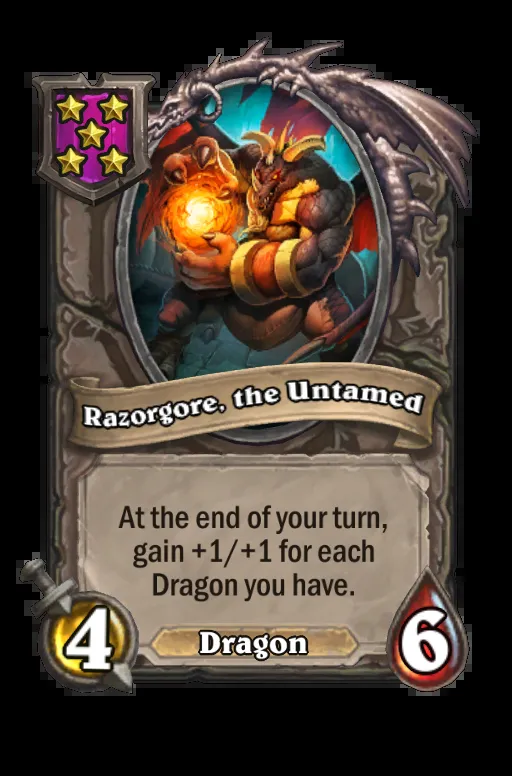 Razorgore, the Untamed
At the end of your turn,
gain +1/+1 for each
Dragon you have.
4
Dragon
6